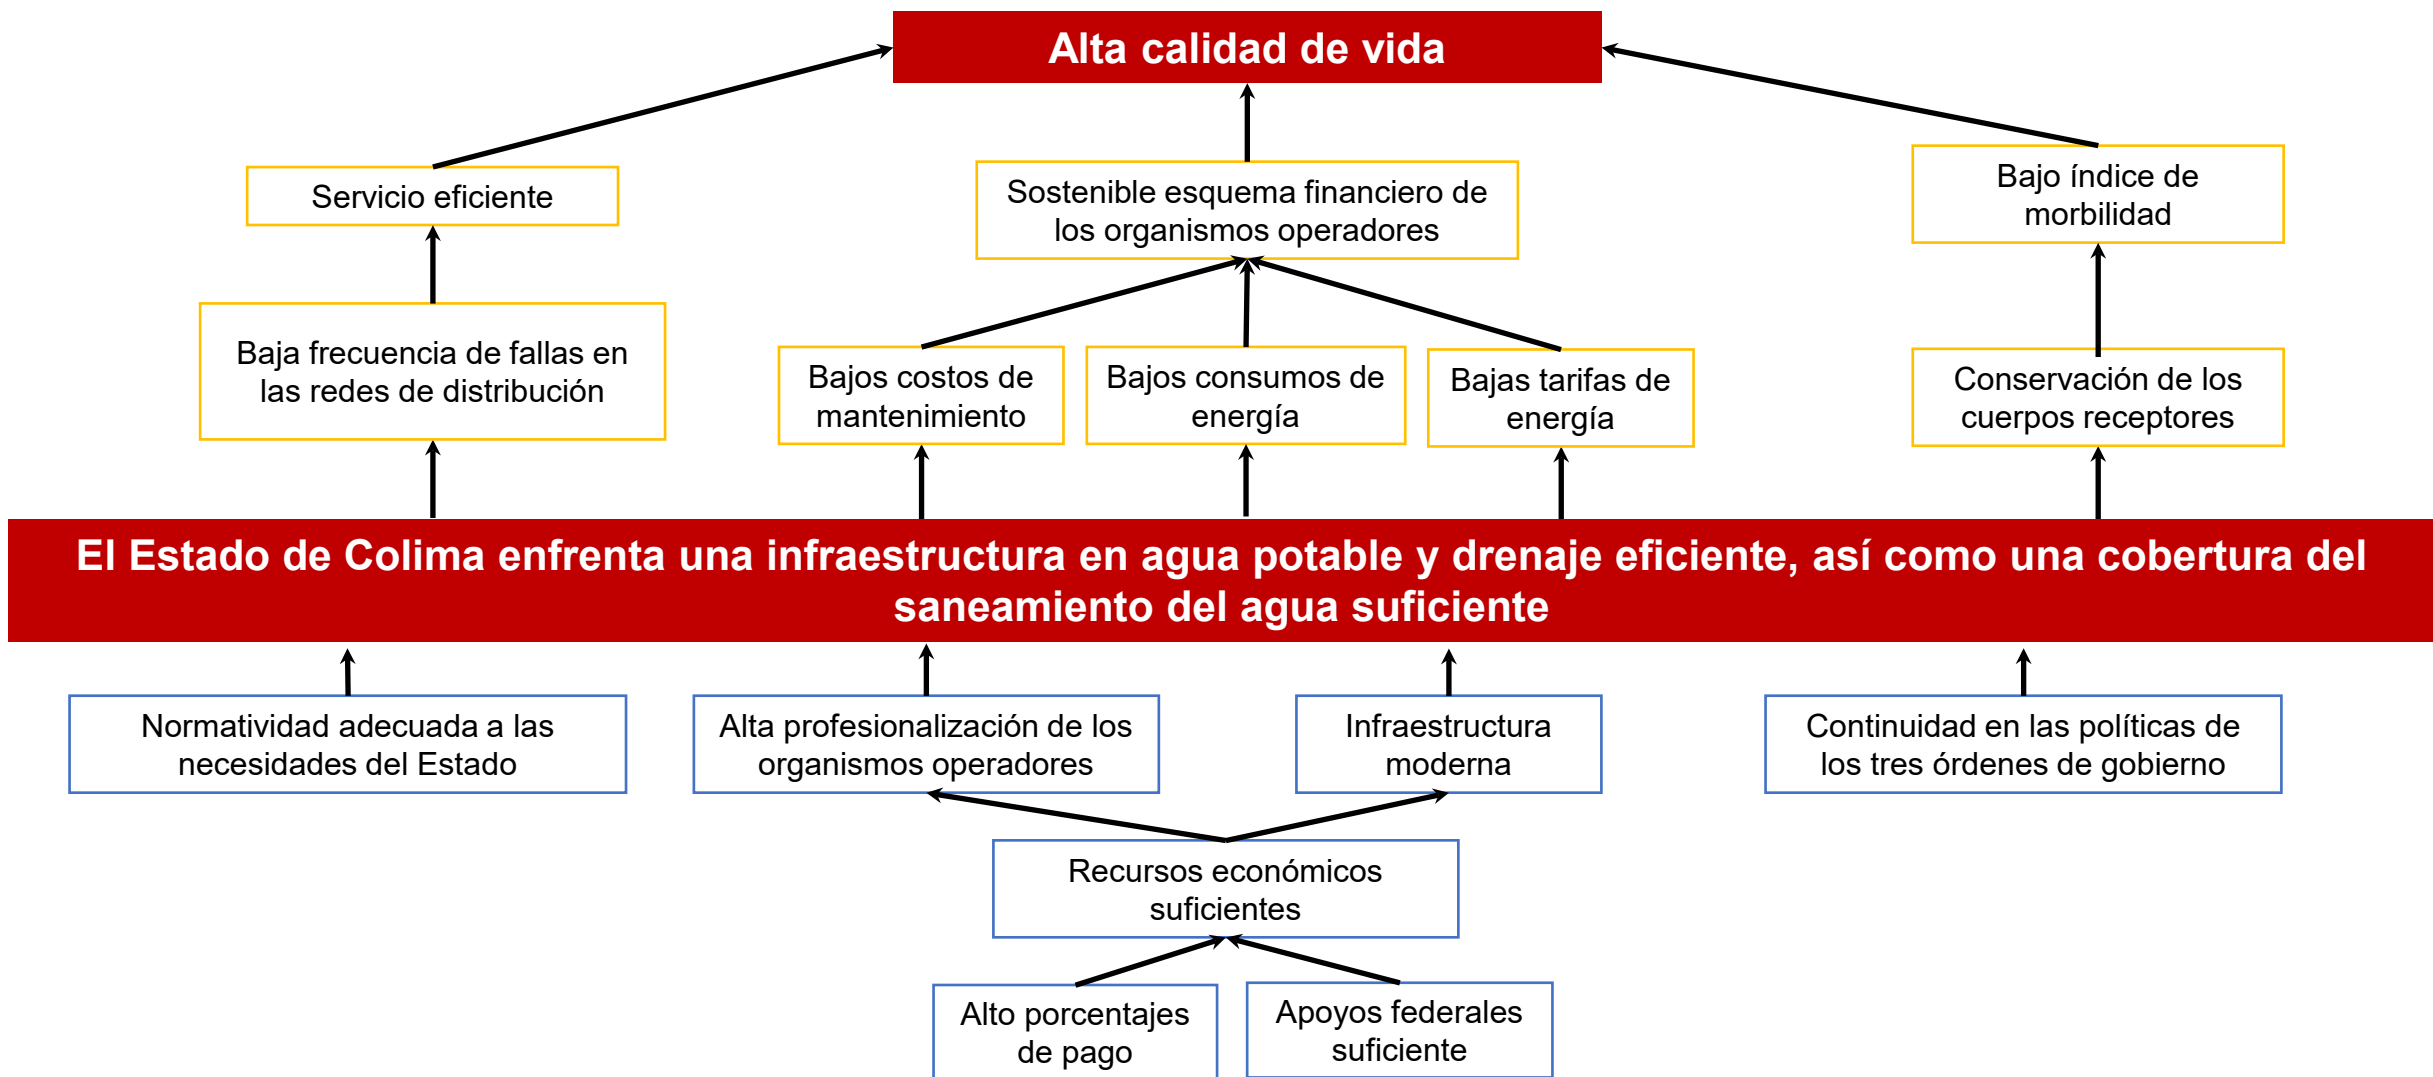 Alta calidad de vida
Servicio eficiente
Sostenible esquema financiero de
los organismos operadores
Bajo índice de
morbilidad
Baja frecuencia de fallas en
las redes de distribución
Bajos costos de
mantenimiento
Bajos consumos de
energía
Bajas tarifas de
energía
Conservación de los
cuerpos receptores
El Estado de Colima enfrenta una infraestructura en agua potable y drenaje eficiente, así como una cobertura del
saneamiento del agua suficiente
Normatividad adecuada a las
necesidades del Estado
Alta profesionalización de los
organismos operadores
Infraestructura
moderna
Continuidad en las políticas de
los tres órdenes de gobierno
Recursos económicos
suficientes
Alto porcentajes
de pago
Apoyos federales
suficiente